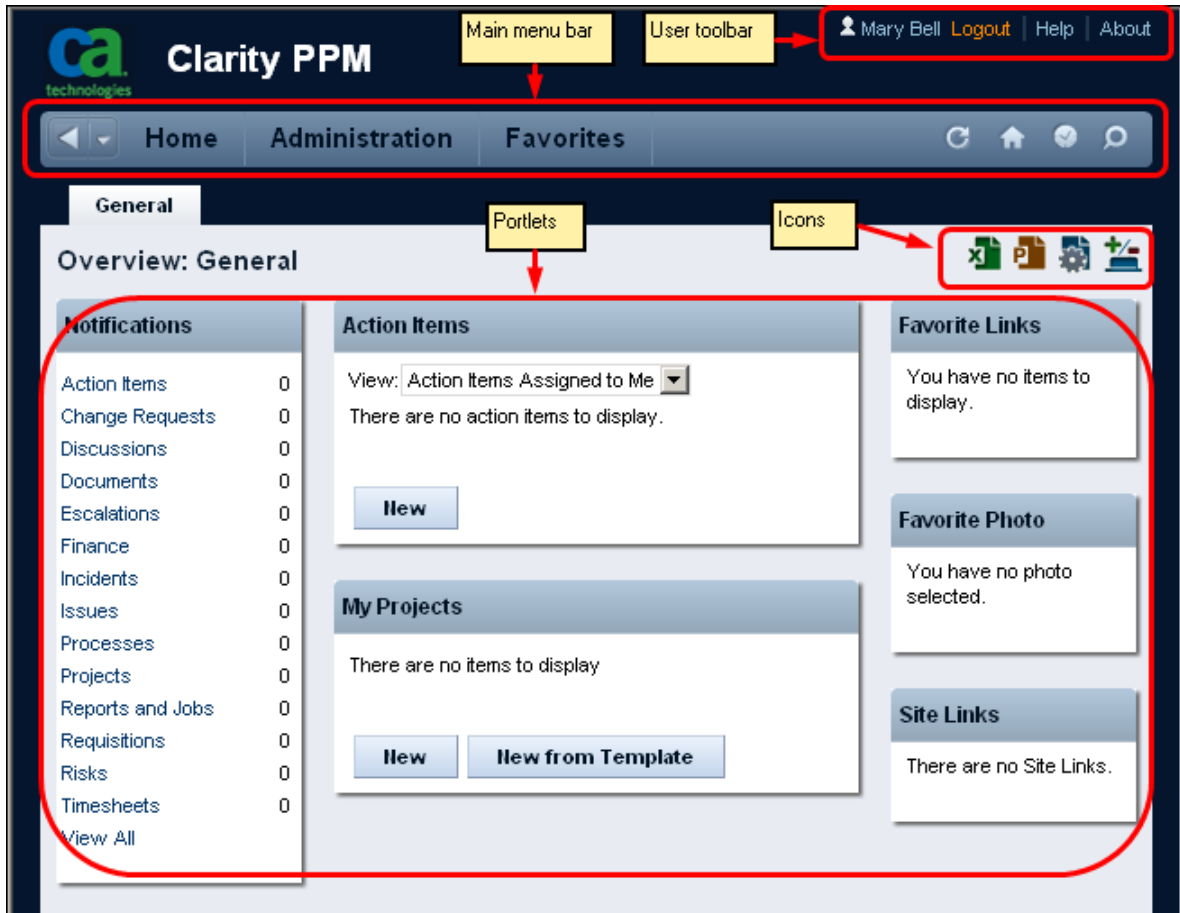 Main menu bar
User toolbar
Mary Bell Logout | Help | About
ca
technologies
Clarity PPM
Home Administration Favorites
General
Portlets
Icons
Overview: General
Notifications
Action Items 0
Change Requests 0
Discussions 0
Documents 0
Escalations 0
Finance 0
Incidents 0
Issues 0
Processes 0
Projects 0
Reports and Jobs 0
Requisitions 0
Risks 0
Timesheets 0
View All
Action Items
View: Action Items Assigned to Me
There are no action items to display.
New
My Projects
There are no items to display
New New from Template
Favorite Links
You have no items to
display.
Favorite Photo
You have no photo
selected.
Site Links
There are no Site Links.